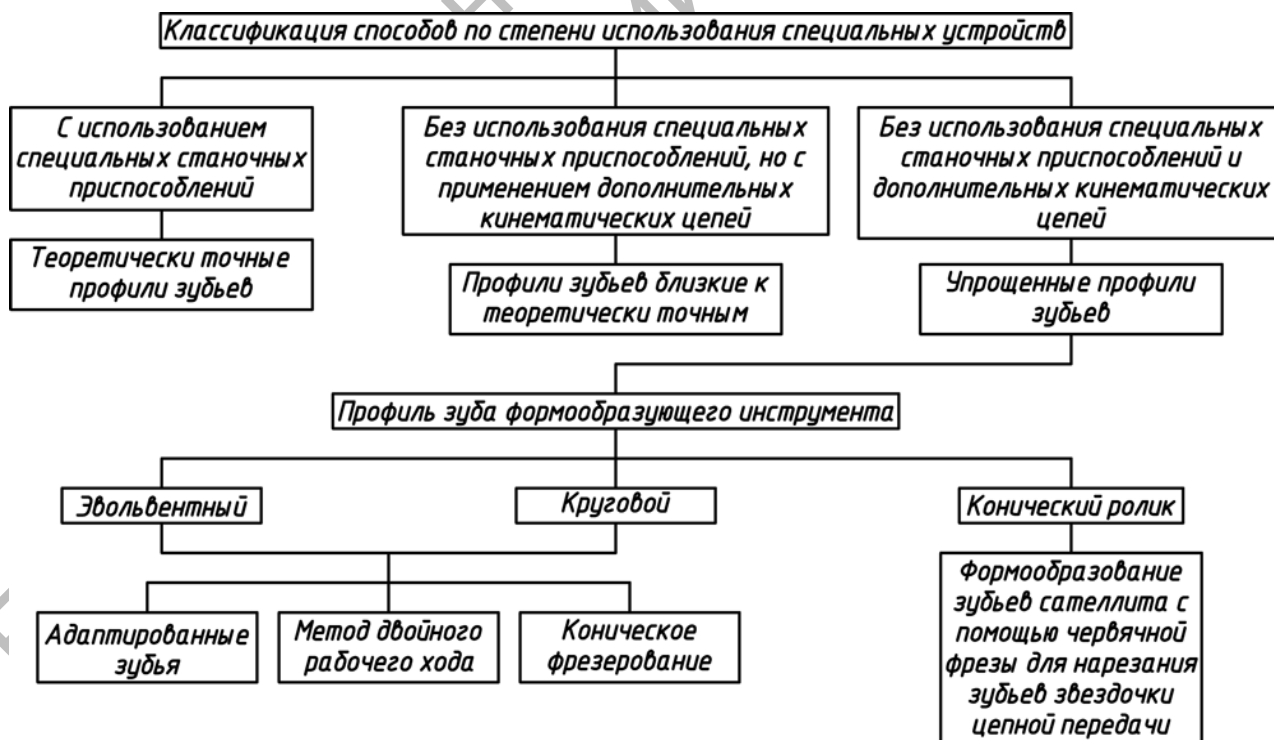 Классификация способов по степени использования специальных устройств
С использованием
специальных станочных
приспособлений
Без использования специальных
станочных приспособлений, но с
применением дополнительных
кинематических цепей
Без использования специальных
станочных приспособлений и
дополнительных кинематических
цепей
Теоретически точные
профили зубьев
Профили зубьев близкие к
теоретически точным
Упрощенные профили
зубьев
Профиль зуба формообразующего инструмента
Эвольвентный
Круговой
Конический ролик
Адаптированные
зубья
Метод двойного
рабочего хода
Коническое
фрезерование
Формообразование
зубьев сателлита с
помощью червячной
фрезы для нарезания
зубьев звездочки
цепной передачи